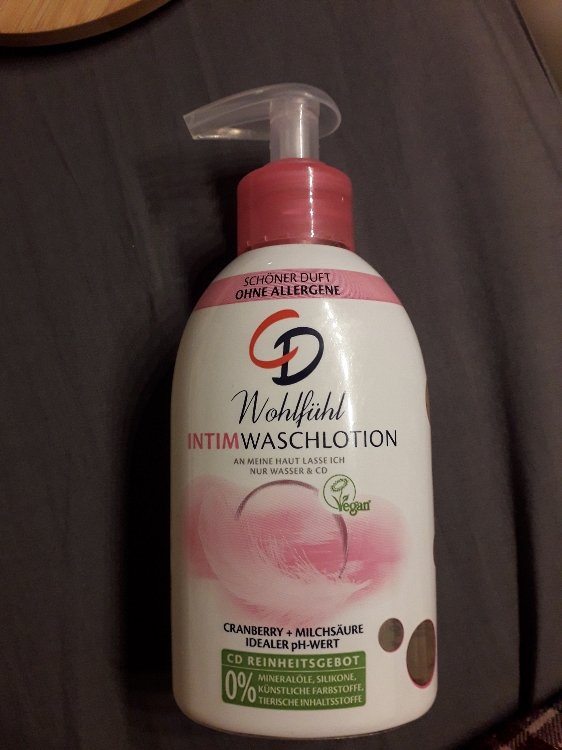 SCHÖNER DUFT
OHNE ALLERGENE
CD
Wohlfühl
INTIMWASCHLOTION
AN MEINE HAUT LASSE ICH
NUR WASSER & CD
Vegan
CRANBERRY + MILCHSÄURE
IDEALER pH-WERT
CD REINHEITSGEBOT
0% MINERALÖLE, SILIKONE,
KÜNSTLICHE FARBSTOFFE,
TIERISCHE INHALTSSTOFFE